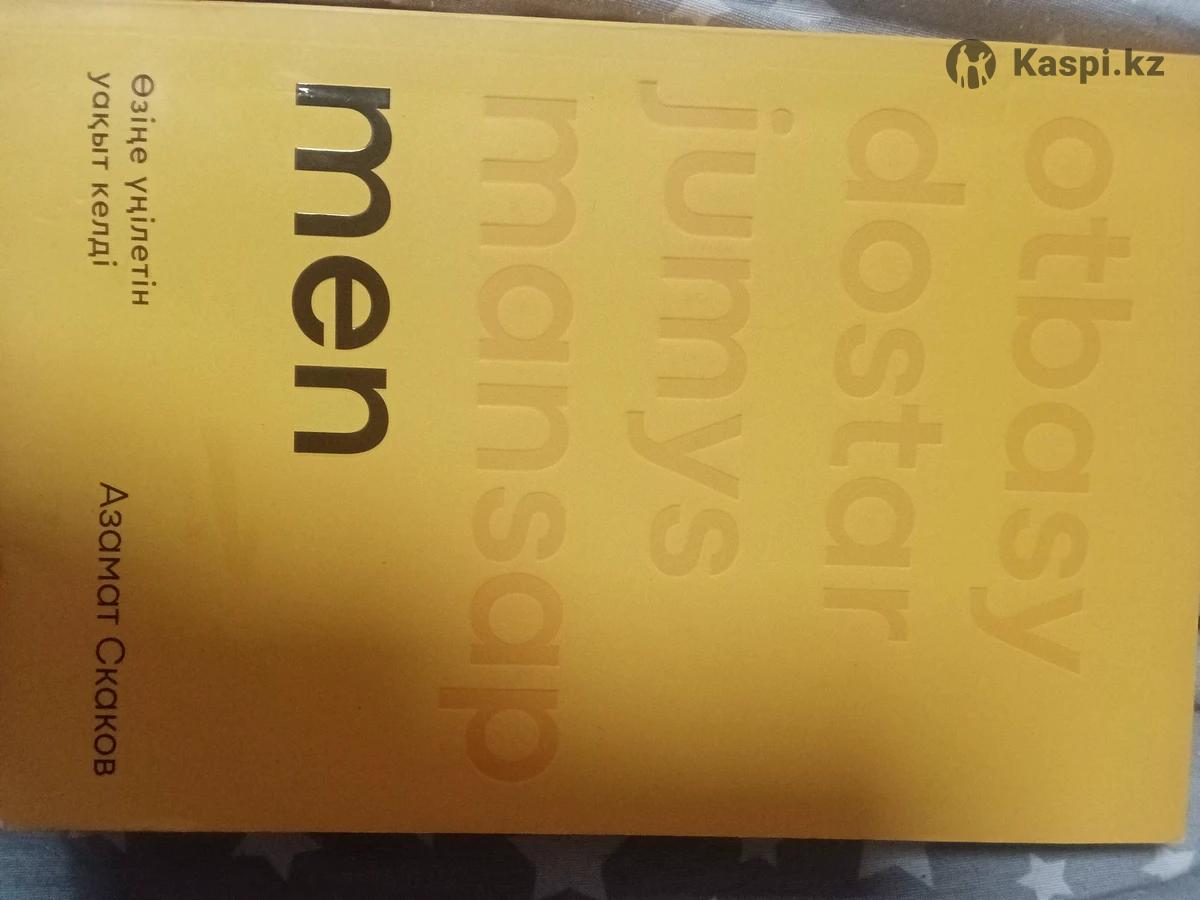 Kaspi.kz
otbasy
dostar
jumys
mansap
men
Өзіңе үңілетін
уақыт келді
Азамат Скаков